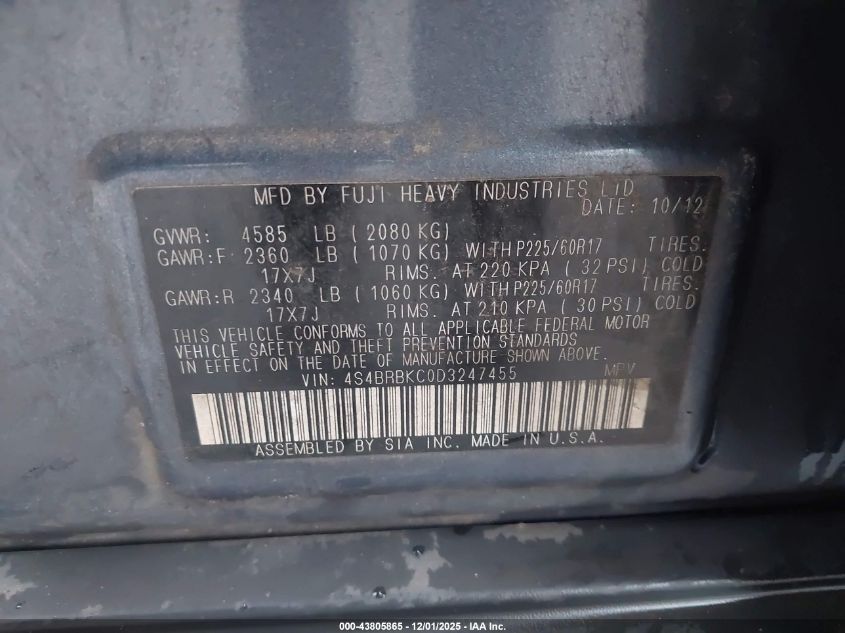 MFD BY FUJI HEAVY INDUSTRIES LTD
DATE: 10/12
GVWR: 4585 LB ( 2080 KG)
GAWR:F 2360 LB ( 1070 KG) WITH P225/60R17 TIRES.
17X7J RIMS. AT 220 KPA ( 32 PSI) COLD
GAWR:R 2340 LB ( 1060 KG) WITH P225/60R17 TIRES.
17X7J RIMS. AT 210 KPA ( 30 PSI) COLD
THIS VEHICLE CONFORMS TO ALL APPLICABLE FEDERAL MOTOR
VEHICLE SAFETY AND THEFT PREVENTION STANDARDS
IN EFFECT ON THE DATE OF MANUFACTURE SHOWN ABOVE.
VIN: 4S4BRBKC0D3247455 MPV
ASSEMBLED BY SIA INC. MADE IN U.S.A.
000-43805865 - 12/01/2025 - IAA Inc.